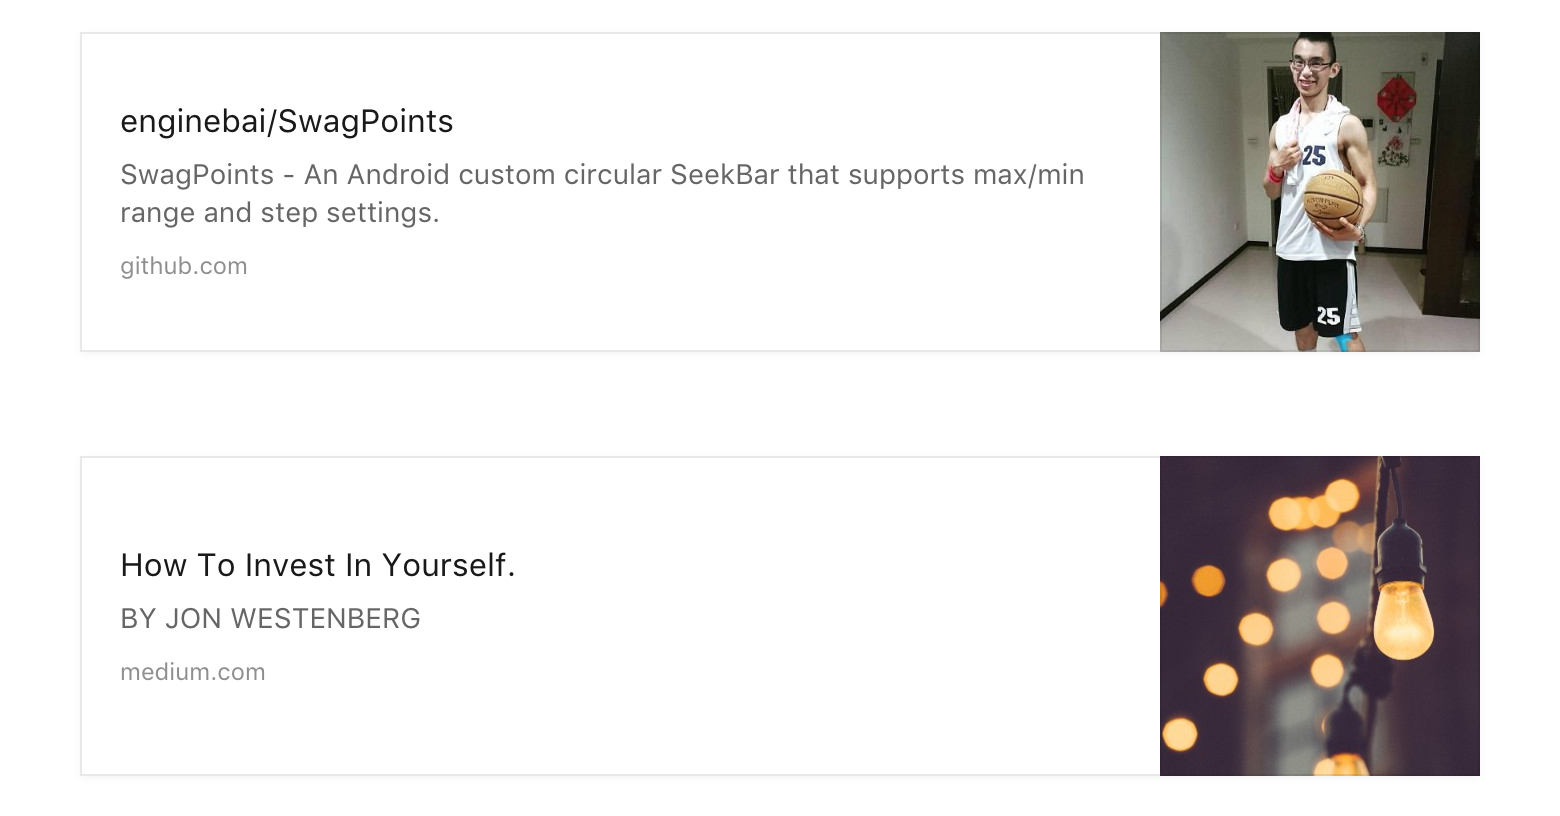 enginebai/SwagPoints
SwagPoints - An Android custom circular SeekBar that supports max/min
range and step settings.
github.com
25
25
How To Invest In Yourself.
BY JON WESTENBERG
medium.com